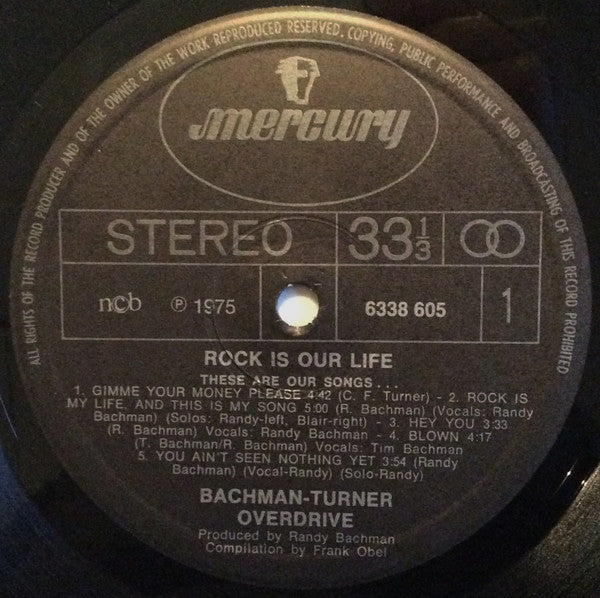 ALL RIGHTS OF THE RECORD PRODUCER AND OF THE OWNER OF THE WORK REPRODUCED RESERVED. COPYING, PUBLIC PERFORMANCE AND BROADCASTING OF THIS RECORD PROHIBITED
mercury
STEREO 33 1/3
ncb ℗ 1975 6338 605 1
ROCK IS OUR LIFE
THESE ARE OUR SONGS . . .
1. GIMME YOUR MONEY PLEASE 4:42 (C. F. Turner) - 2. ROCK IS
MY LIFE, AND THIS IS MY SONG 5:00 (R. Bachman) (Vocals: Randy
Bachman) (Solos: Randy-left, Blair-right) - 3. HEY YOU 3:33
(R. Bachman) Vocals: Randy Bachman - 4. BLOWN 4:17
(T. Bachman/R. Bachman) Vocals: Tim Bachman
5. YOU AIN'T SEEN NOTHING YET 3:54 (Randy
Bachman) (Vocal-Randy) (Solo-Randy)
BACHMAN-TURNER
OVERDRIVE
Produced by Randy Bachman
Compilation by Frank Obel